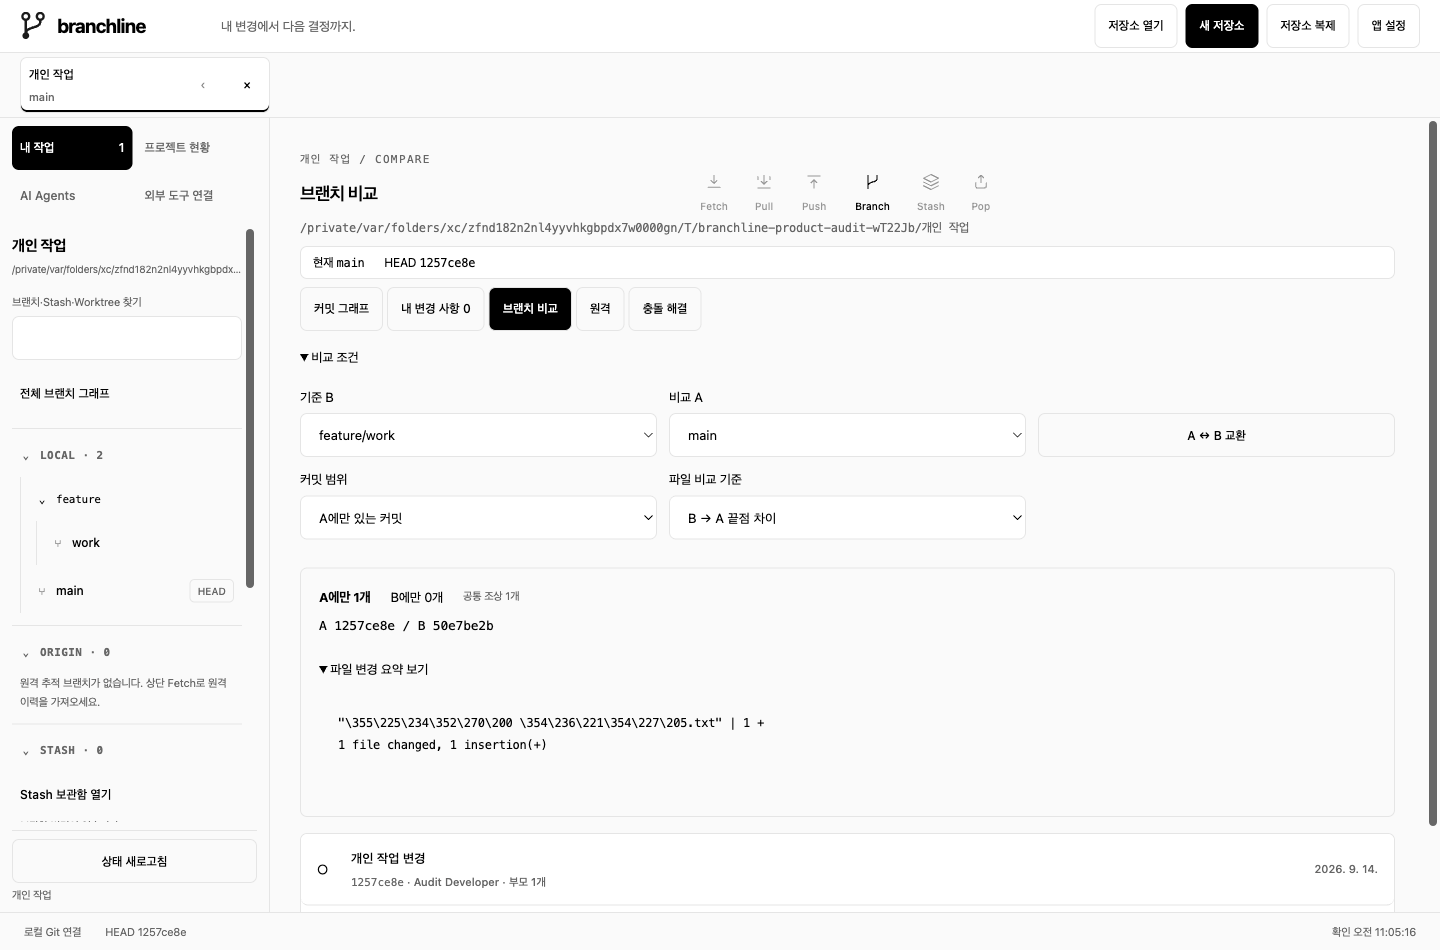 branchline
내 변경에서 다음 결정까지.
저장소 열기
새 저장소
저장소 복제
앱 설정
개인 작업
main
내 작업 1
프로젝트 현황
AI Agents
외부 도구 연결
개인 작업
/private/var/folders/xc/zfnd182n2nl4yyvhkgbpdx...
브랜치·Stash·Worktree 찾기
전체 브랜치 그래프
LOCAL · 2
feature
work
main HEAD
ORIGIN · 0
원격 추적 브랜치가 없습니다. 상단 Fetch로 원격
이력을 가져오세요.
STASH · 0
Stash 보관함 열기
상태 새로고침
개인 작업
개인 작업 / COMPARE
브랜치 비교
Fetch
Pull
Push
Branch
Stash
Pop
/private/var/folders/xc/zfnd182n2nl4yyvhkgbpdx7w0000gn/T/branchline-product-audit-wT22Jb/개인 작업
현재 main HEAD 1257ce8e
커밋 그래프
내 변경 사항 0
브랜치 비교
원격
충돌 해결
▼ 비교 조건
기준 B
비교 A
feature/work
main
A ↔ B 교환
커밋 범위
파일 비교 기준
A에만 있는 커밋
B → A 끝점 차이
A에만 1개 B에만 0개 공통 조상 1개
A 1257ce8e / B 50e7be2b
▼ 파일 변경 요약 보기
"\355\225\234\352\270\200 \354\236\221\354\227\205.txt" | 1 +
1 file changed, 1 insertion(+)
개인 작업 변경
1257ce8e · Audit Developer · 부모 1개
2026. 9. 14.
로컬 Git 연결
HEAD 1257ce8e
확인 오전 11:05:16